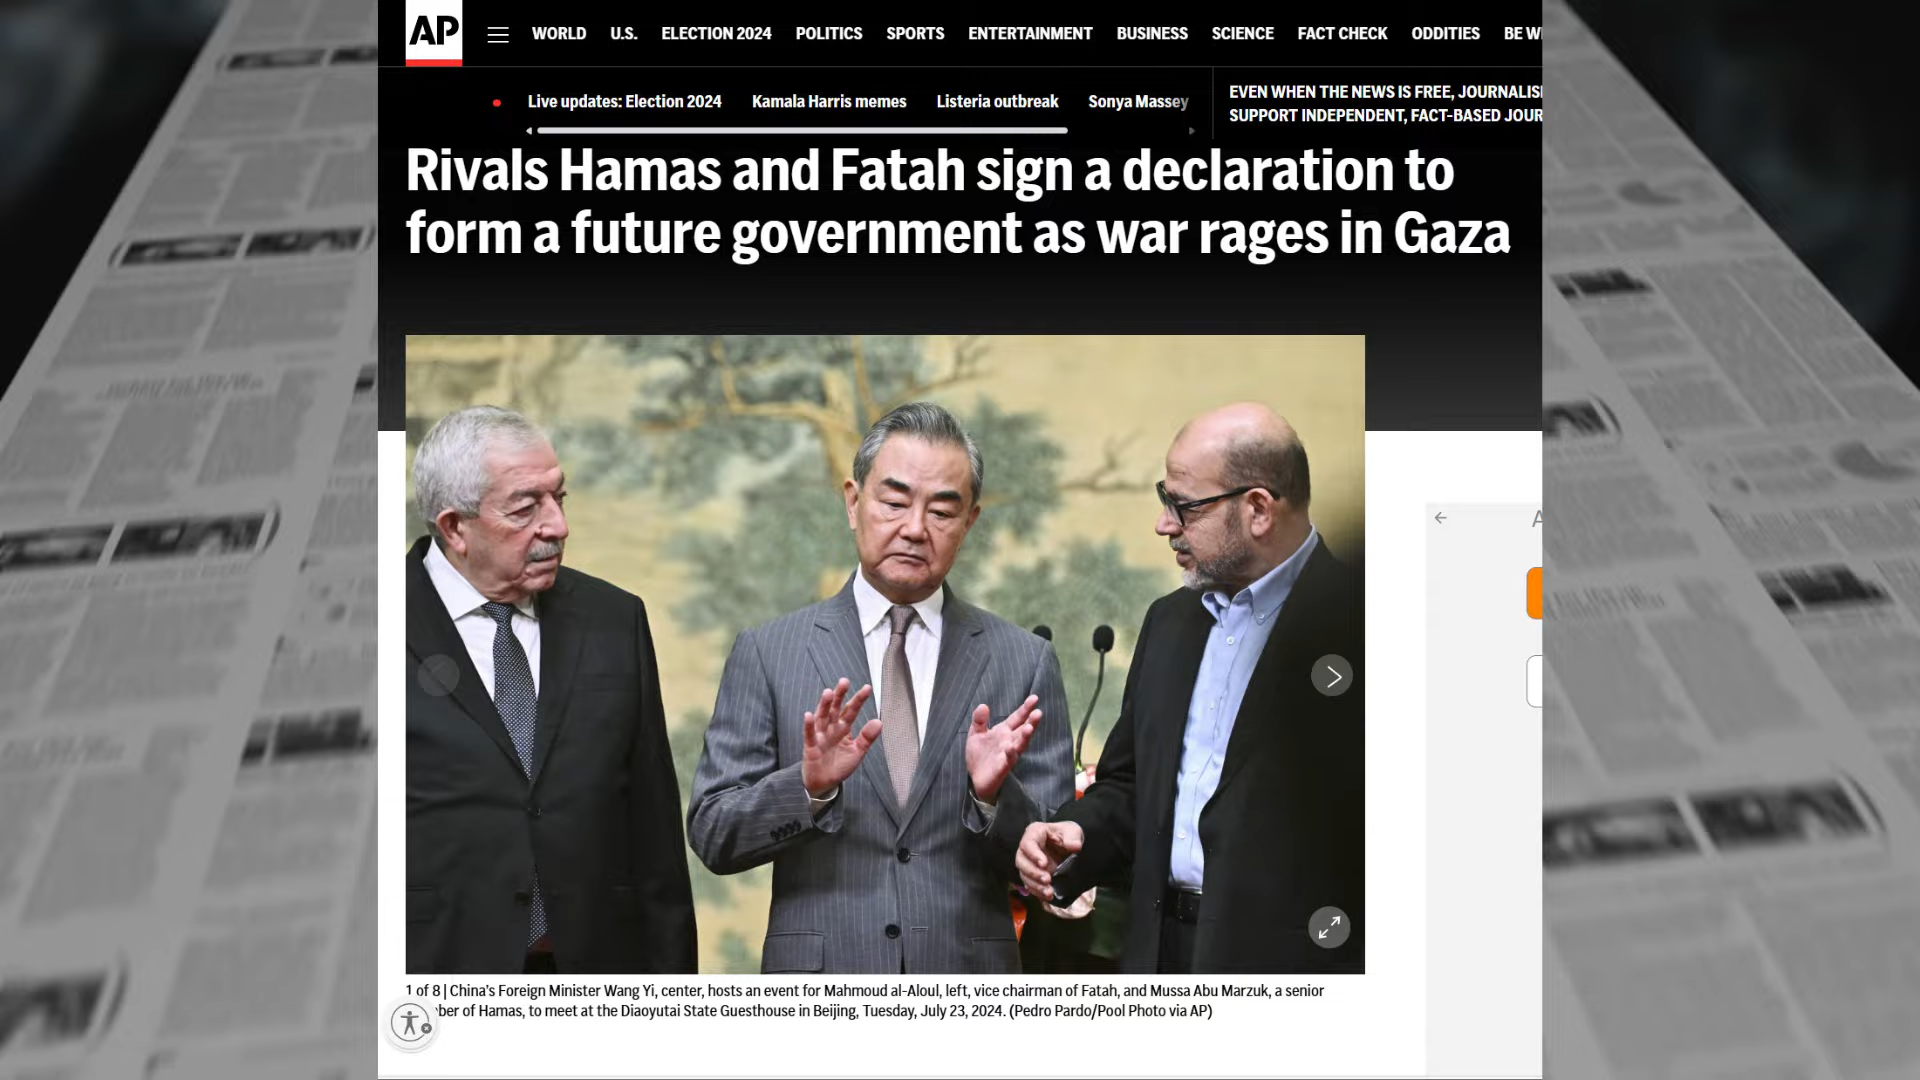 AP
WORLD U.S. ELECTION 2024 POLITICS SPORTS ENTERTAINMENT BUSINESS SCIENCE FACT CHECK ODDITIES BE W
Live updates: Election 2024 Kamala Harris memes Listeria outbreak Sonya Massey
EVEN WHEN THE NEWS IS FREE, JOURNALIS
SUPPORT INDEPENDENT, FACT-BASED JOUR
Rivals Hamas and Fatah sign a declaration to
form a future government as war rages in Gaza
A
1 of 8 | China's Foreign Minister Wang Yi, center, hosts an event for Mahmoud al-Aloul, left, vice chairman of Fatah, and Mussa Abu Marzuk, a senior
ber of Hamas, to meet at the Diaoyutai State Guesthouse in Beijing, Tuesday, July 23, 2024. (Pedro Pardo/Pool Photo via AP)